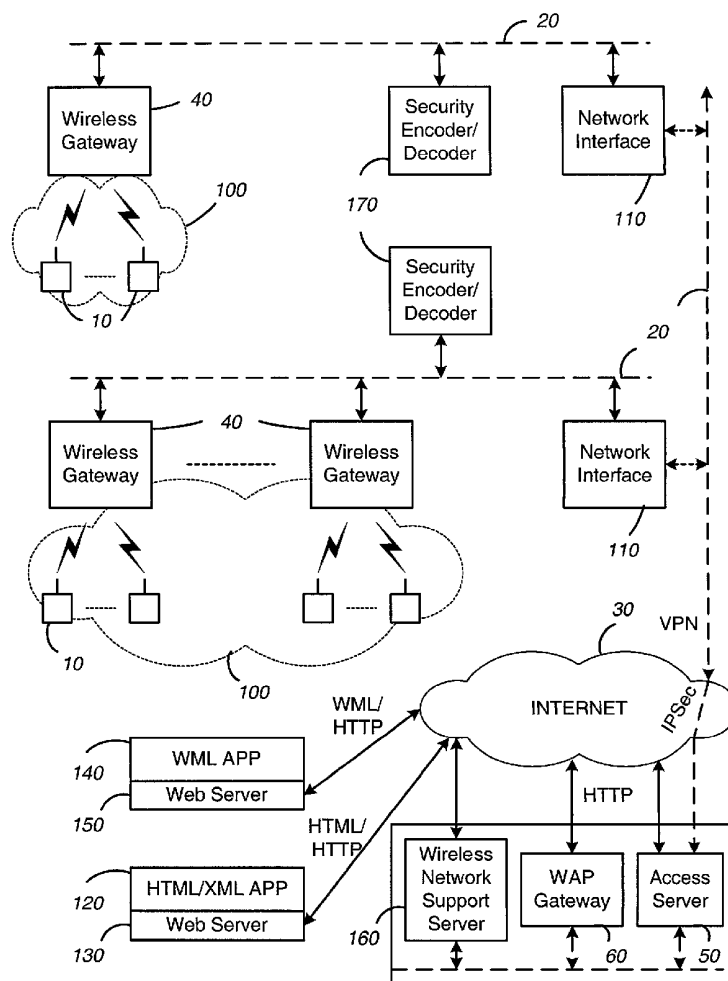 20
Wireless
Gateway
40
Security
Encoder/
Decoder
Network
Interface
110
100
170
10
Security
Encoder/
Decoder
20
20
Wireless
Gateway
40
Wireless
Gateway
Network
Interface
110
10
100
30
VPN
INTERNET
IPSec
WML/
HTTP
140
WML APP
150
Web Server
HTML/
HTTP
HTTP
120
HTML/XML APP
130
Web Server
Wireless
Network
Support
Server
160
WAP
Gateway
60
Access
Server
50